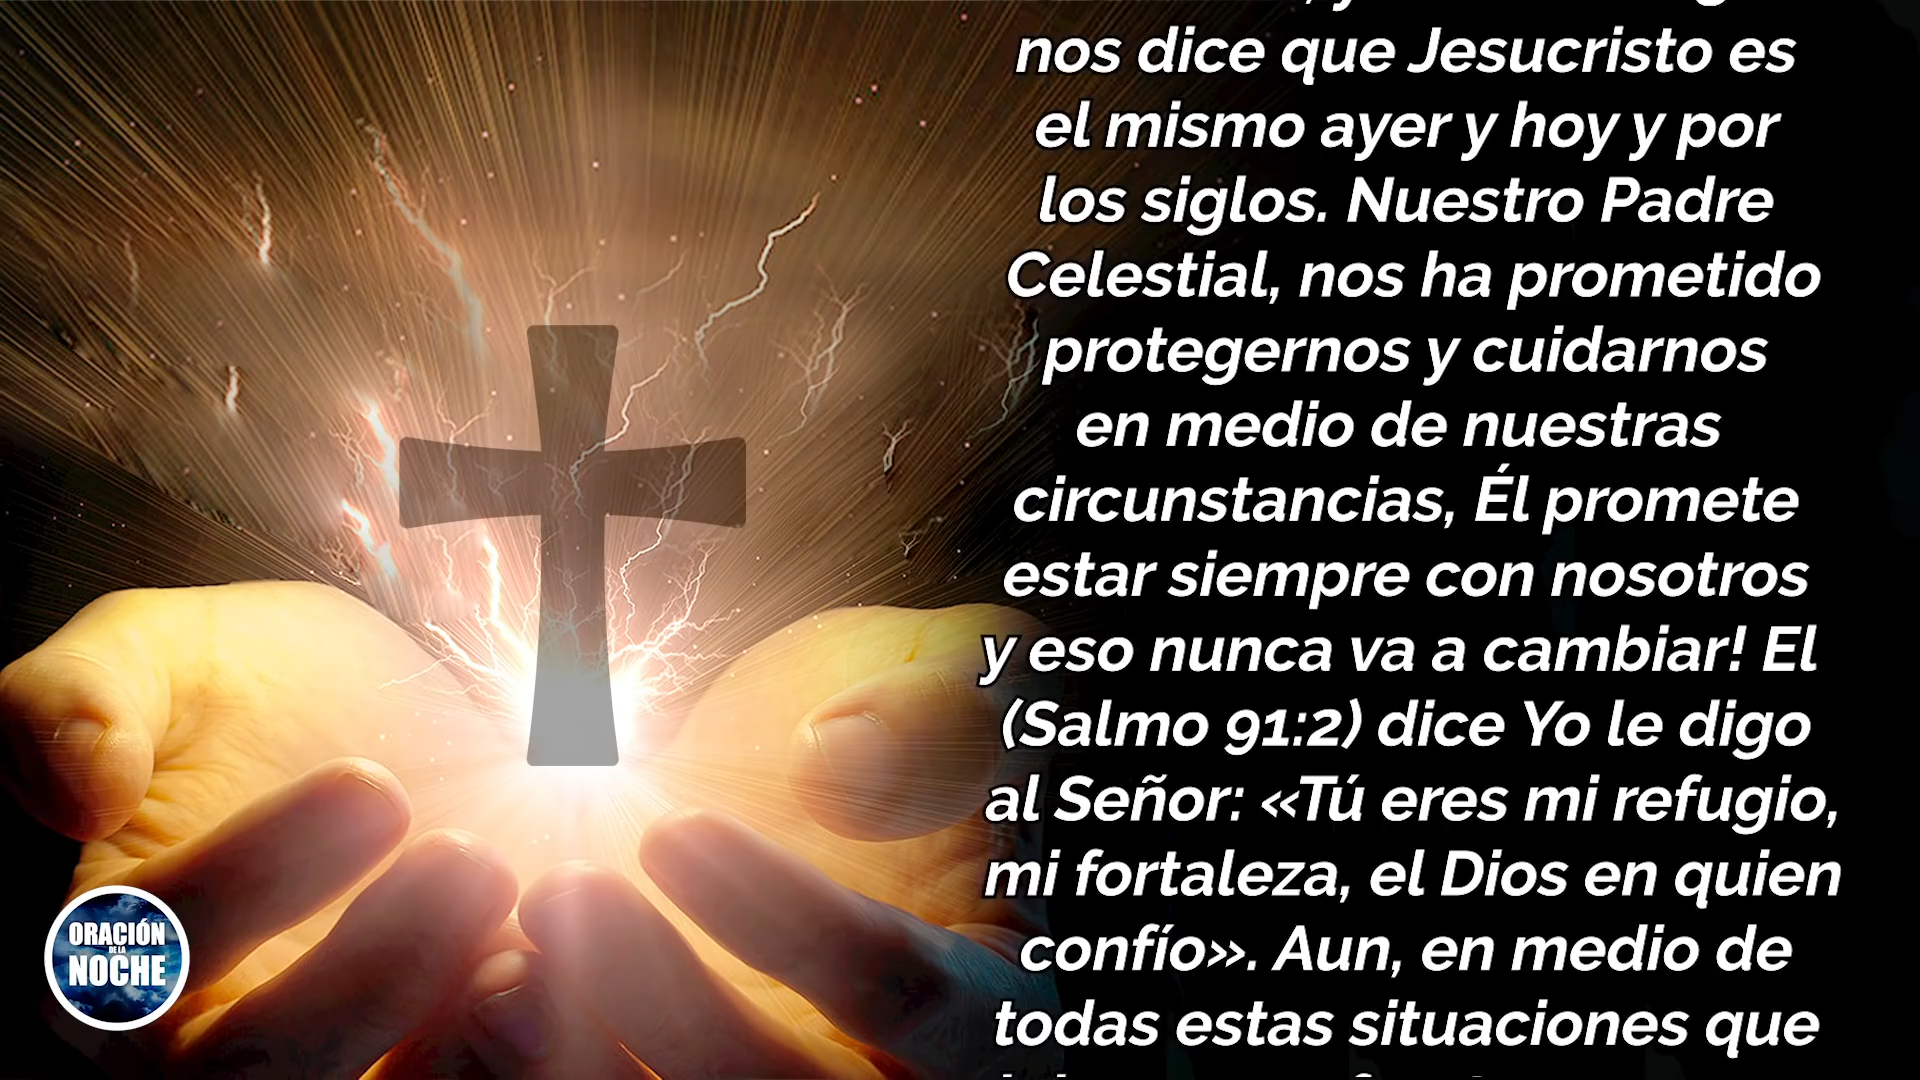 nos dice que Jesucristo es
el mismo ayer y hoy y por
los siglos. Nuestro Padre
Celestial, nos ha prometido
protegernos y cuidarnos
en medio de nuestras
circunstancias, Él promete
estar siempre con nosotros
y eso nunca va a cambiar! El
(Salmo 91:2) dice Yo le digo
al Señor: «Tú eres mi refugio,
mi fortaleza, el Dios en quien
confío». Aun, en medio de
todas estas situaciones que
ORACIÓN
DE LA
NOCHE